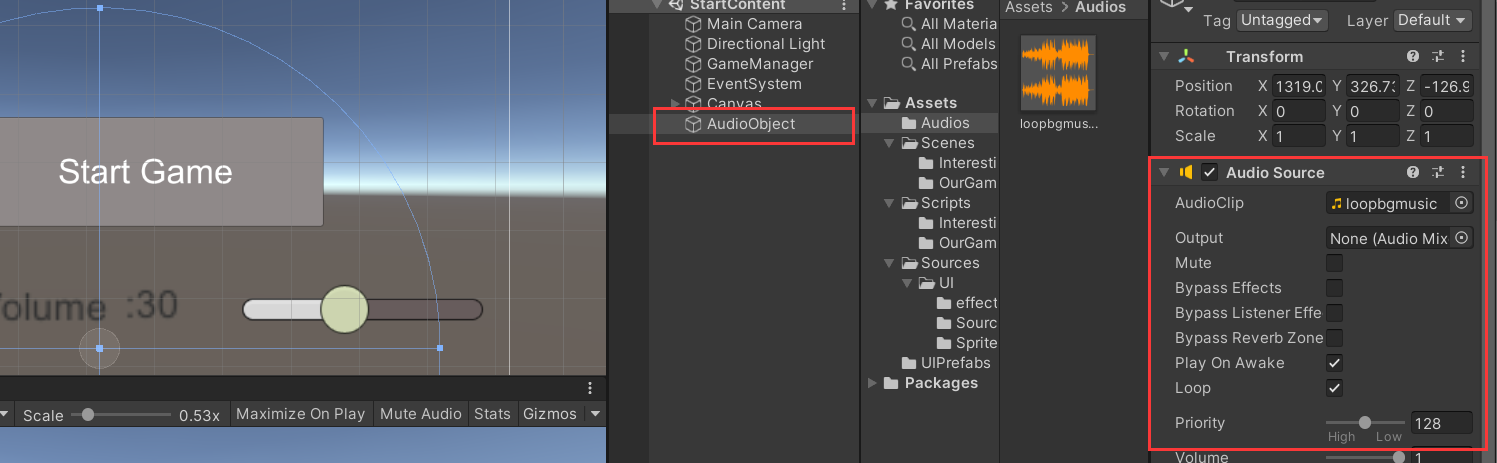 Start Game
Volume :30
Scale 0.53x Maximize On Play Mute Audio Stats Gizmos
StartContent
Main Camera
Directional Light
GameManager
EventSystem
Canvas
AudioObject
Favorites
All Materia
All Models
All Prefabs
Assets
Audios
Scenes
Interesti
OurGam
Scripts
Interesti
OurGam
Sources
UI
effect
Sourc
Sprite
UIPrefabs
Packages
Assets > Audios
loopbgmus...
Tag Untagged Layer Default
Transform
Position X 1319.0 Y 326.73 Z -126.9
Rotation X 0 Y 0 Z 0
Scale X 1 Y 1 Z 1
Audio Source
AudioClip loopbgmusic
Output None (Audio Mix
Mute
Bypass Effects
Bypass Listener Effe
Bypass Reverb Zone
Play On Awake
Loop
Priority 128
High Low
Volume 1